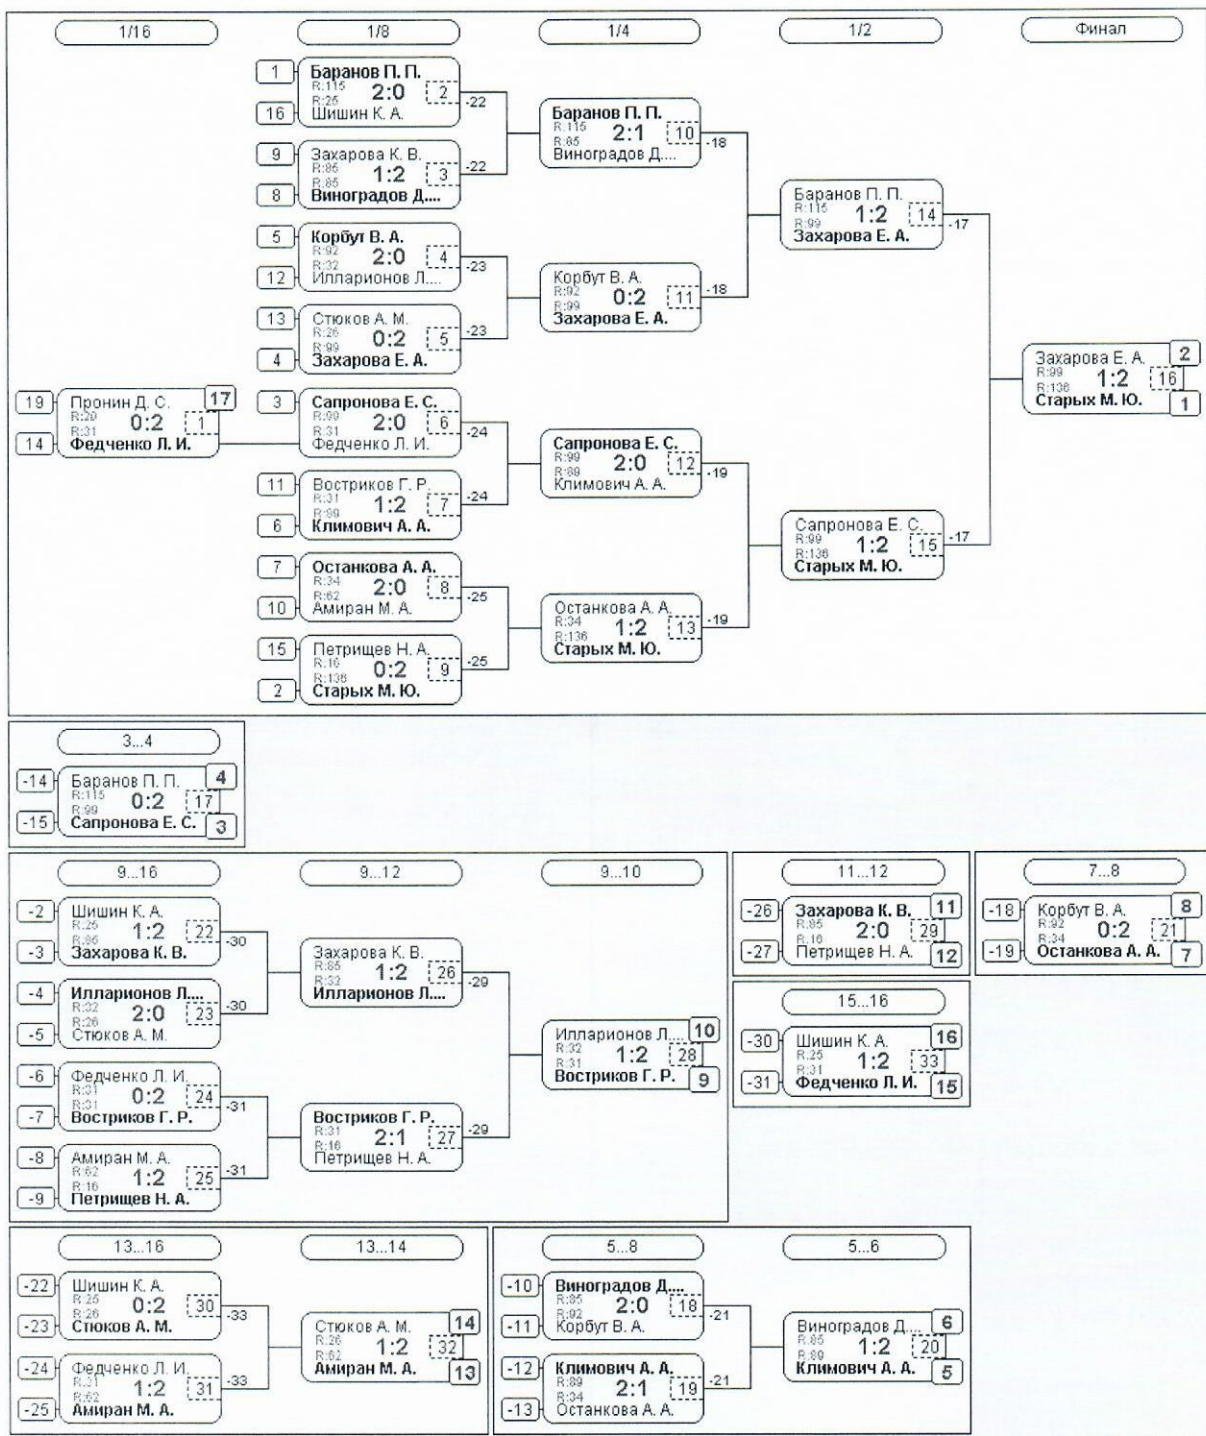 1/16
1/8
1/4
1/2
Финал
1
Баранов П. П.
R:115
2:0
2
-22
R:25
16
Шишин К. А.
9
Захарова К. В.
R:85
1:2
3
-22
R:85
8
Виноградов Д....
5
Корбут В. А.
R:92
2:0
4
-23
R:32
12
Илларионов Л....
13
Стюков А. М.
R:26
0:2
5
-23
R:99
4
Захарова Е. А.
19
Пронин Д. С.
17
R:20
0:2
1
R:31
14
Федченко Л. И.
3
Сапронова Е. С.
R:99
2:0
6
-24
R:31
Федченко Л. И.
11
Востриков Г. Р.
R:31
1:2
7
-24
R:89
6
Климович А. А.
7
Останкова А. А.
R:34
2:0
8
-25
R:62
10
Амиран М. А.
15
Петрищев Н. А.
R:16
0:2
9
-25
R:136
2
Старых М. Ю.
Баранов П. П.
R:115
2:1
10
-18
R:85
Виноградов Д....
Корбут В. А.
R:92
0:2
11
-18
R:99
Захарова Е. А.
Сапронова Е. С.
R:99
2:0
12
-19
R:89
Климович А. А.
Останкова А. А.
R:34
1:2
13
-19
R:136
Старых М. Ю.
Баранов П. П.
R:115
1:2
14
-17
R:99
Захарова Е. А.
Сапронова Е. С.
R:99
1:2
15
-17
R:136
Старых М. Ю.
Захарова Е. А.
2
R:99
1:2
16
R:136
Старых М. Ю.
1
3...4
-14
Баранов П. П.
4
R:115
0:2
17
R:99
-15
Сапронова Е. С.
3
9...16
9...12
9...10
-2
Шишин К. А.
R:25
1:2
22
-30
R:85
-3
Захарова К. В.
-4
Илларионов Л....
R:32
2:0
23
-30
R:26
-5
Стюков А. М.
-6
Федченко Л. И.
R:31
0:2
24
-31
R:31
-7
Востриков Г. Р.
-8
Амиран М. А.
R:62
1:2
25
-31
R:16
-9
Петрищев Н. А.
Захарова К. В.
R:85
1:2
26
-29
R:32
Илларионов Л....
Востриков Г. Р.
R:31
2:1
27
-29
R:16
Петрищев Н. А.
Илларионов Л....
10
R:32
1:2
28
R:31
Востриков Г. Р.
9
11...12
-26
Захарова К. В.
11
R:85
2:0
29
R:16
-27
Петрищев Н. А.
12
7...8
-18
Корбут В. А.
8
R:92
0:2
21
R:34
-19
Останкова А. А.
7
15...16
-30
Шишин К. А.
16
R:25
1:2
33
R:31
-31
Федченко Л. И.
15
13...16
13...14
-22
Шишин К. А.
R:25
0:2
30
-33
R:26
-23
Стюков А. М.
-24
Федченко Л. И.
R:31
1:2
31
-33
R:62
-25
Амиран М. А.
Стюков А. М.
14
R:26
1:2
32
R:62
Амиран М. А.
13
5...8
5...6
-10
Виноградов Д....
R:85
2:0
18
-21
R:92
-11
Корбут В. А.
-12
Климович А. А.
R:89
2:1
19
-21
R:34
-13
Останкова А. А.
Виноградов Д....
6
R:85
1:2
20
R:89
Климович А. А.
5